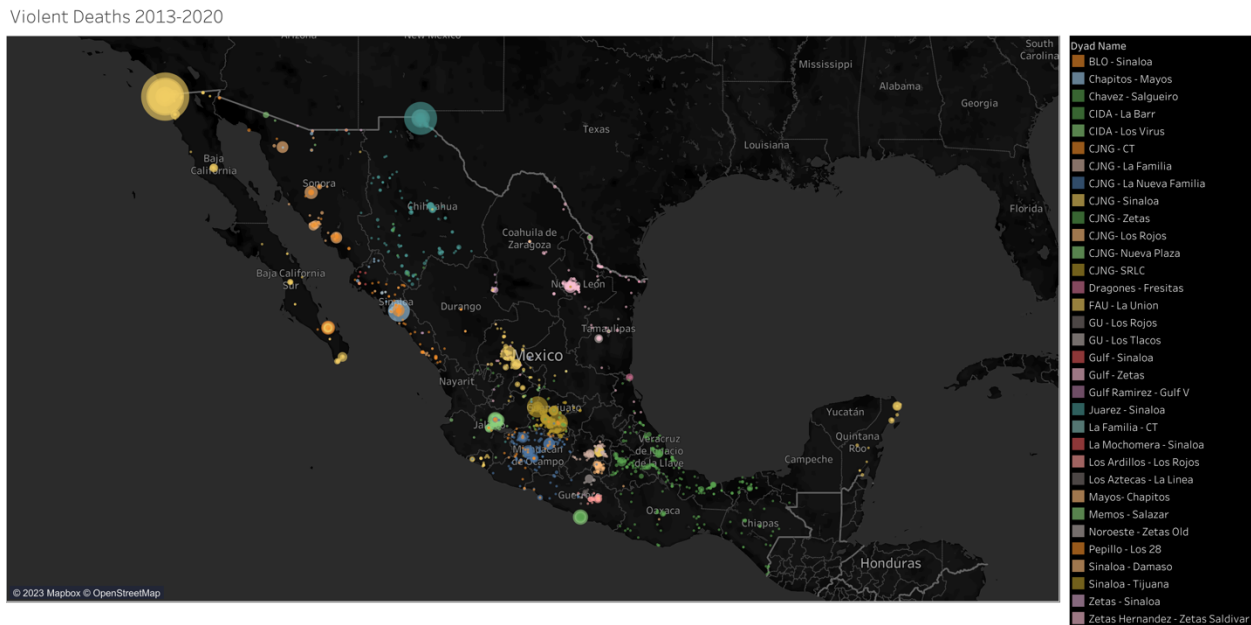 Violent Deaths 2013-2020
Arizona
New Mexico
South
Carolina
Mississippi
Alabama
Georgia
Texas
Louisiana
Florida
Baja
California
Sonora
Chihuahua
Coahuila de
Zaragoza
Baja California
Sur
Sinaloa
Durango
Nuevo León
Tamaulipas
Mexico
Nayarit
Guanajuato
Jalisco
Michoacán
de Ocampo
Veracruz
de Ignacio
de la Llave
Yucatán
Quintana
Roo
Campeche
Guerrero
Oaxaca
Chiapas
Honduras
© 2023 Mapbox © OpenStreetMap
Dyad Name
BLO - Sinaloa
Chapitos - Mayos
Chavez - Salgueiro
CIDA - La Barr
CIDA - Los Virus
CJNG - CT
CJNG - La Familia
CJNG - La Nueva Familia
CJNG - Sinaloa
CJNG - Zetas
CJNG- Los Rojos
CJNG- Nueva Plaza
CJNG- SRLC
Dragones - Fresitas
FAU - La Union
GU - Los Rojos
GU - Los Tlacos
Gulf - Sinaloa
Gulf - Zetas
Gulf Ramirez - Gulf V
Juarez - Sinaloa
La Familia - CT
La Mochomera - Sinaloa
Los Ardillos - Los Rojos
Los Aztecas - La Linea
Mayos- Chapitos
Memos - Salazar
Noroeste - Zetas Old
Pepillo - Los 28
Sinaloa - Damaso
Sinaloa - Tijuana
Zetas - Sinaloa
Zetas Hernandez - Zetas Saldivar